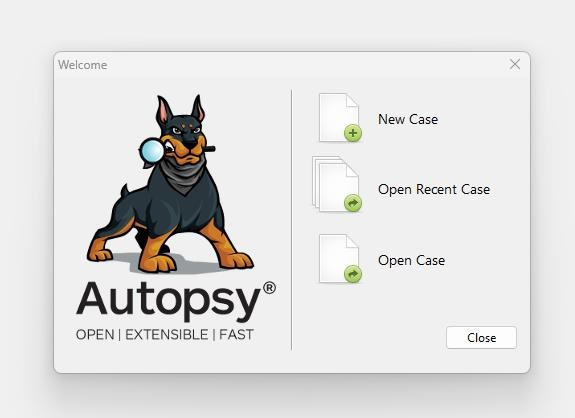 Welcome
Autopsy®
OPEN | EXTENSIBLE | FAST
New Case
Open Recent Case
Open Case
Close